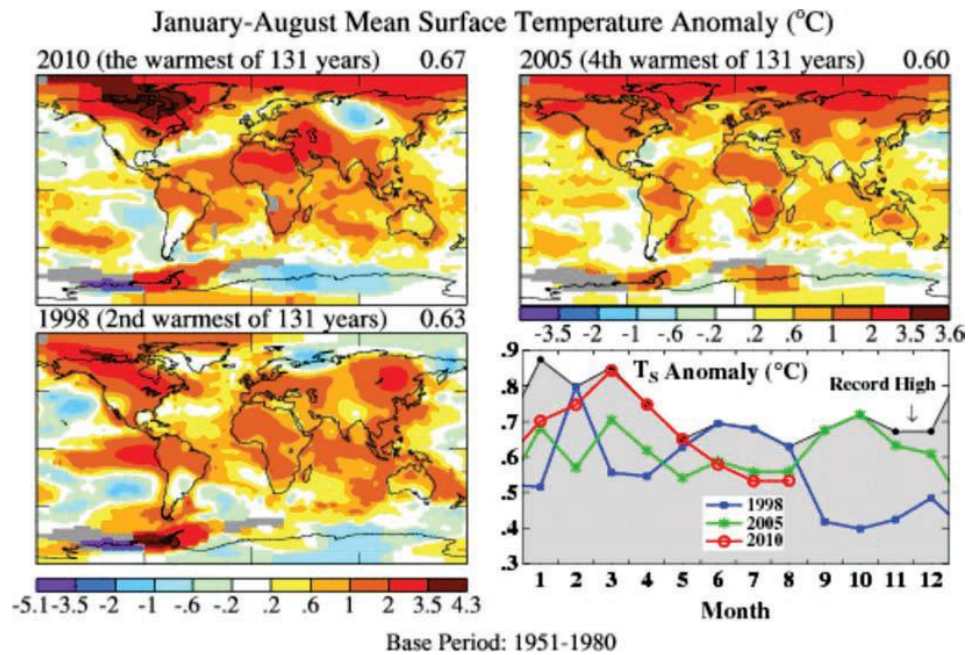 January-August Mean Surface Temperature Anomaly (°C)
2010 (the warmest of 131 years) 0.67
2005 (4th warmest of 131 years) 0.60
-3.5 -2 -1 -.6 -.2 .2 .6 1 2 3.5 3.6
1998 (2nd warmest of 131 years) 0.63
-5.1 -3.5 -2 -1 -.6 -.2 .2 .6 1 2 3.5 4.3
.9
.8
.7
.6
.5
.4
.3
Ts Anomaly (°C)
Record High
1998
2005
2010
1 2 3 4 5 6 7 8 9 10 11 12
Month
Base Period: 1951-1980